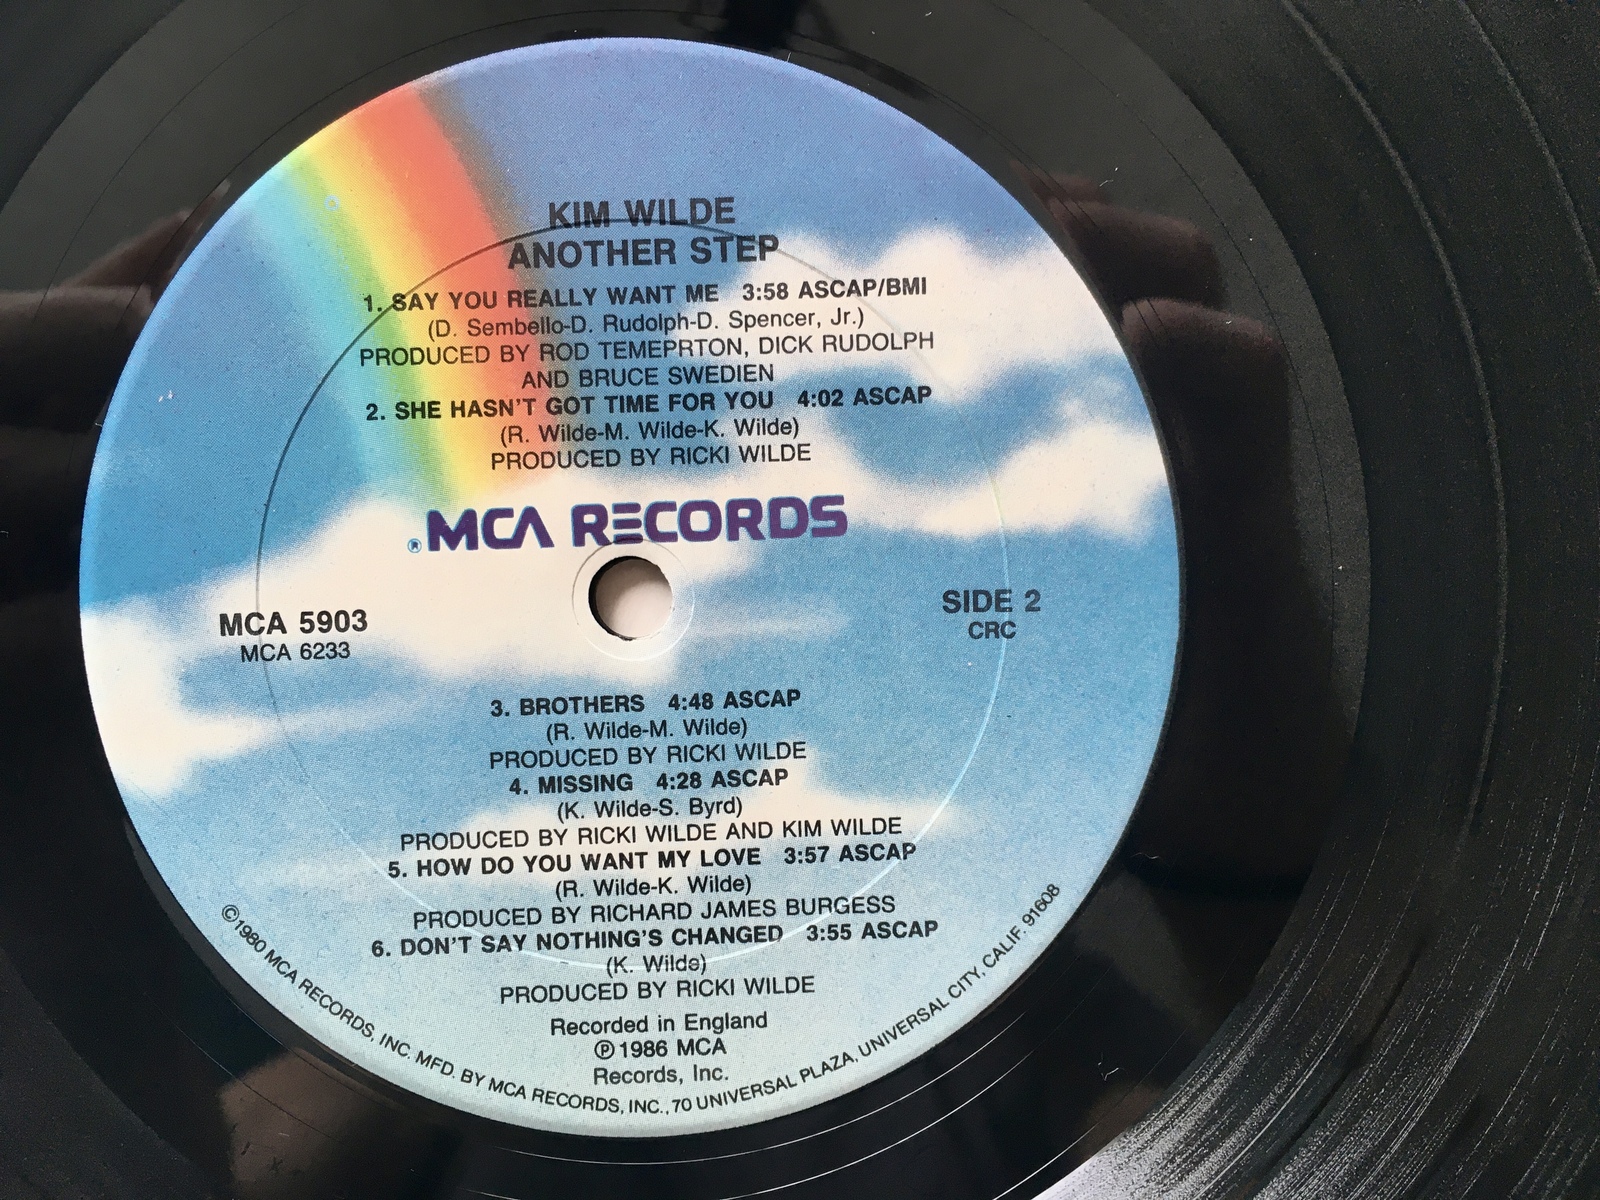 KIM WILDE
ANOTHER STEP
1. SAY YOU REALLY WANT ME 3:58 ASCAP/BMI
(D. Sembello-D. Rudolph-D. Spencer, Jr.)
PRODUCED BY ROD TEMEPRTON, DICK RUDOLPH
AND BRUCE SWEDIEN
2. SHE HASN'T GOT TIME FOR YOU 4:02 ASCAP
(R. Wilde-M. Wilde-K. Wilde)
PRODUCED BY RICKI WILDE
®MCA RECORDS
MCA 5903
MCA 6233
SIDE 2
CRC
3. BROTHERS 4:48 ASCAP
(R. Wilde-M. Wilde)
PRODUCED BY RICKI WILDE
4. MISSING 4:28 ASCAP
(K. Wilde-S. Byrd)
PRODUCED BY RICKI WILDE AND KIM WILDE
5. HOW DO YOU WANT MY LOVE 3:57 ASCAP
(R. Wilde-K. Wilde)
PRODUCED BY RICHARD JAMES BURGESS
6. DON'T SAY NOTHING'S CHANGED 3:55 ASCAP
(K. Wilde)
PRODUCED BY RICKI WILDE
Recorded in England
℗1986 MCA
Records, Inc.
©1980 MCA RECORDS, INC. MFD. BY MCA RECORDS, INC., 70 UNIVERSAL PLAZA, UNIVERSAL CITY, CALIF. 91608